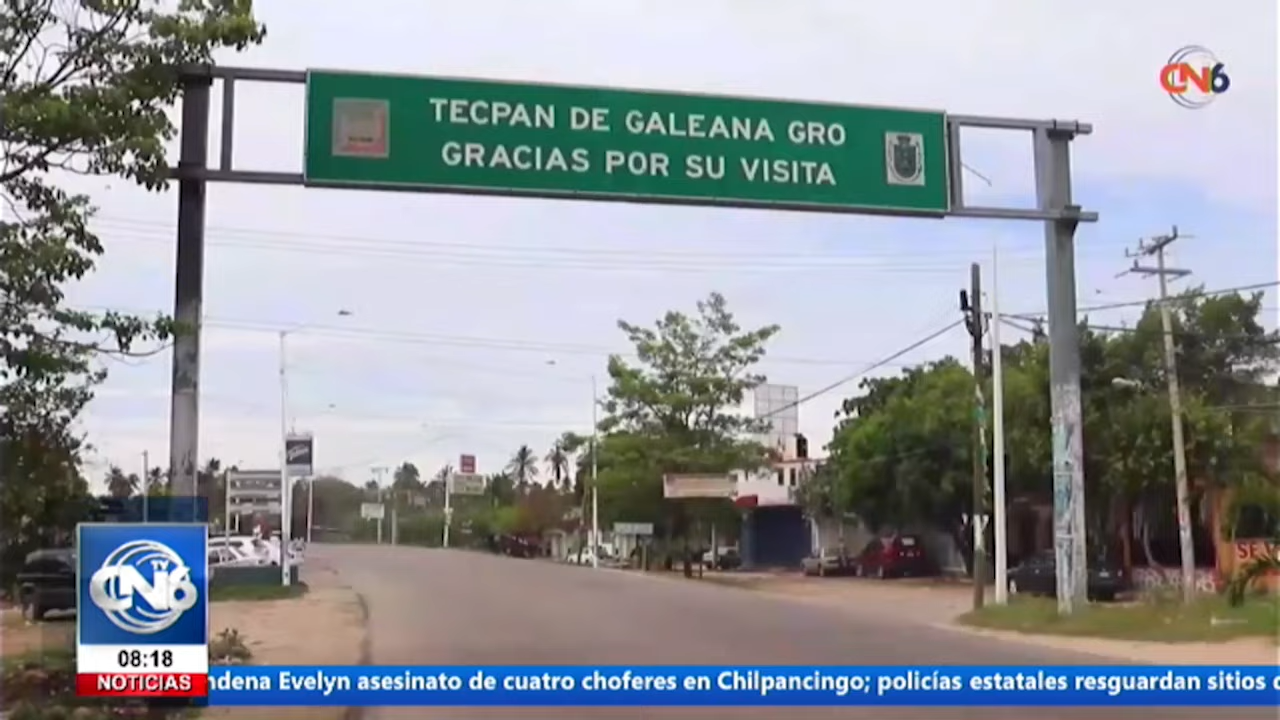 TECPAN DE GALEANA GRO
GRACIAS POR SU VISITA
CN6
CN6
TV
08:18
NOTICIAS
ndena Evelyn asesinato de cuatro choferes en Chilpancingo; policías estatales resguardan sitios